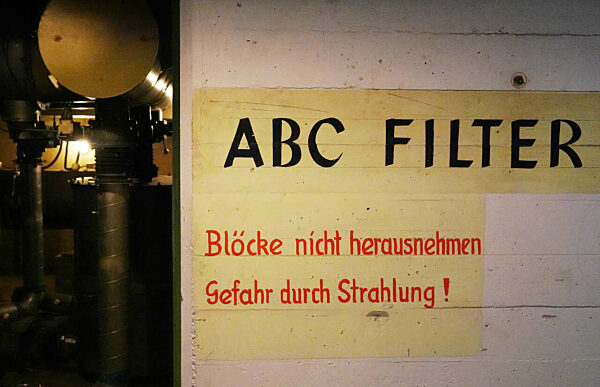 ABC FILTER
Blöcke nicht herausnehmen
Gefahr durch Strahlung !